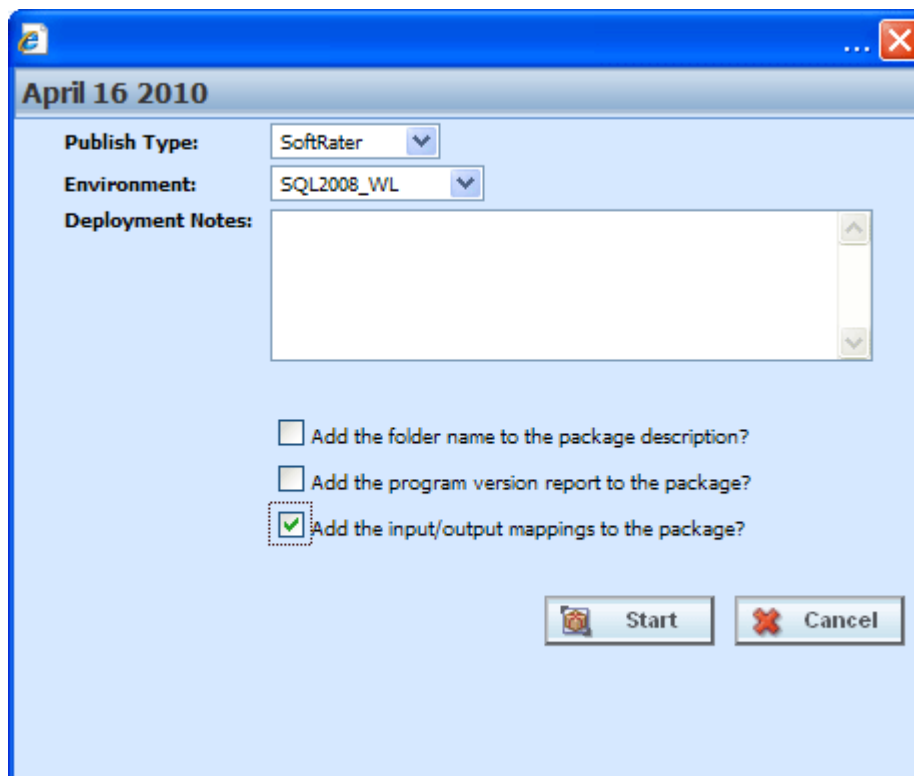 ...
April 16 2010
Publish Type: SoftRater
Environment: SQL2008_WL
Deployment Notes:
Add the folder name to the package description?
Add the program version report to the package?
Add the input/output mappings to the package?
Start Cancel